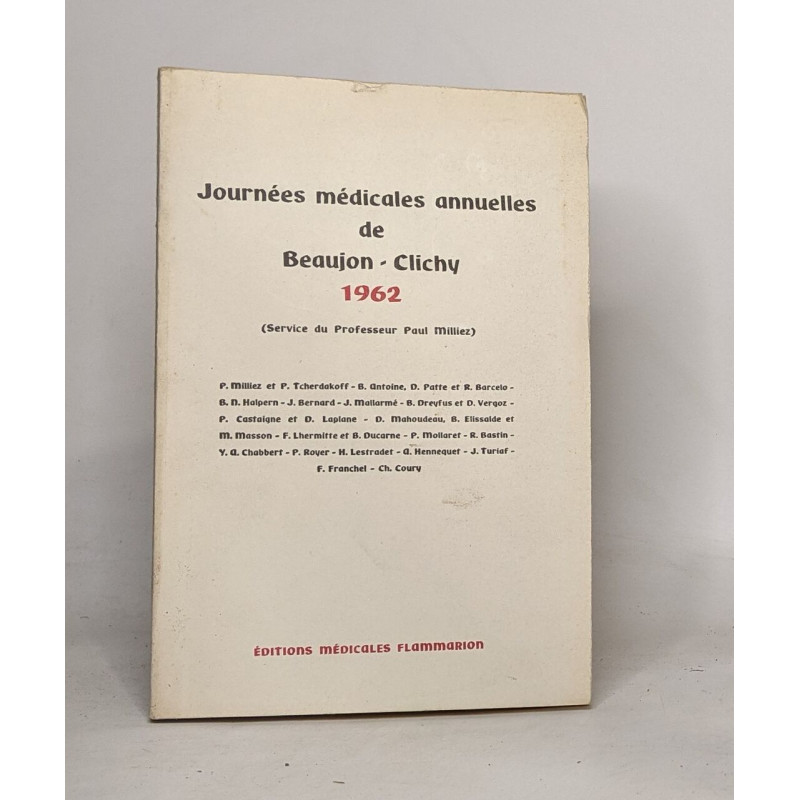 Journées médicales annuelles
de
Beaujon - Clichy
1962
(Service du Professeur Paul Milliez)
P. Milliez et P. Tcherdakoff - B. Antoine, D. Patte et R. Barcelo -
B. N. Halpern - J. Bernard - J. Mallarmé - B. Dreyfus et D. Vergoz -
P. Castaigne et D. Laplane - D. Mahoudeau, B. Elissalde et
M. Masson - F. Lhermitte et B. Ducarne - P. Mollaret - R. Bastin -
Y. A. Chabbert - P. Royer - H. Lestradet - A. Hennequet - J. Turiaf -
F. Franchel - Ch. Coury
ÉDITIONS MÉDICALES FLAMMARION